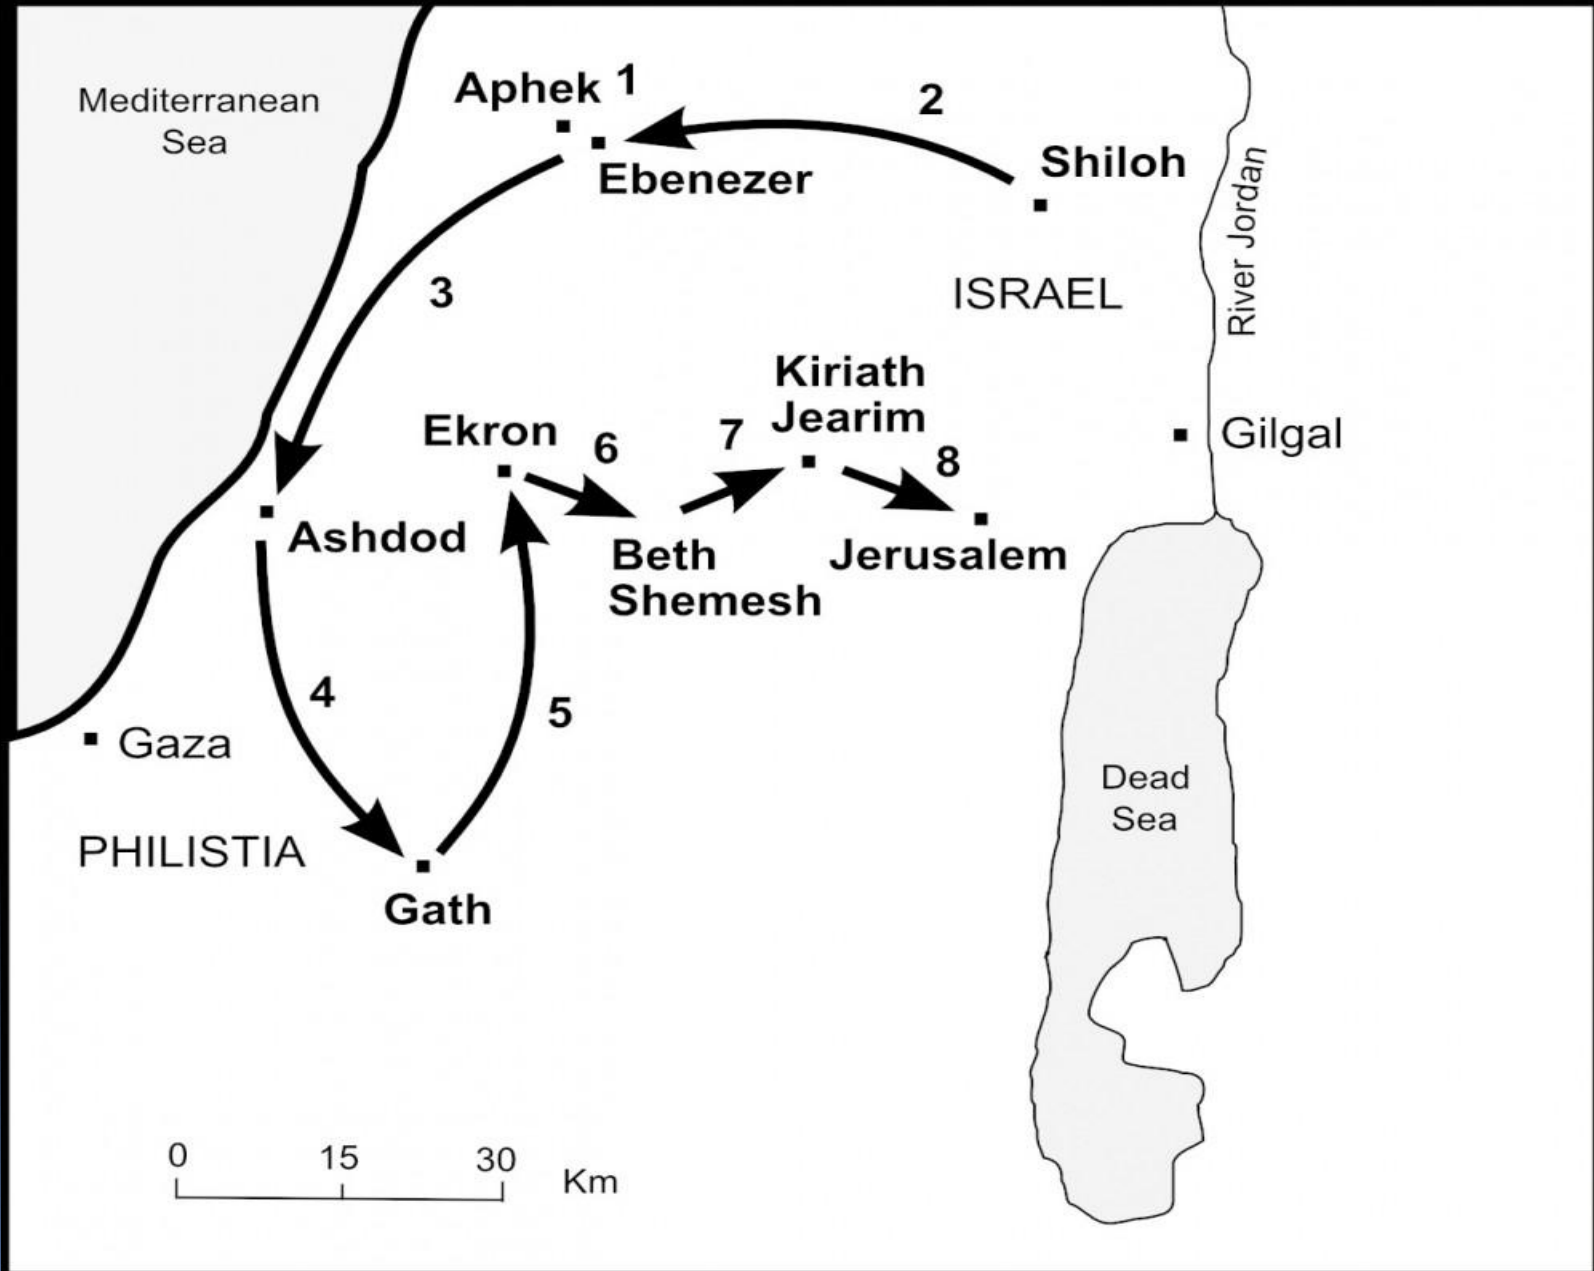 Mediterranean
Sea
Aphek 1
2
Ebenezer
Shiloh
River Jordan
3
ISRAEL
Kiriath
Jearim
Ekron
6
7
8
Gilgal
Ashdod
Beth
Shemesh
Jerusalem
4
5
Gaza
Dead
Sea
PHILISTIA
Gath
0 15 30 Km